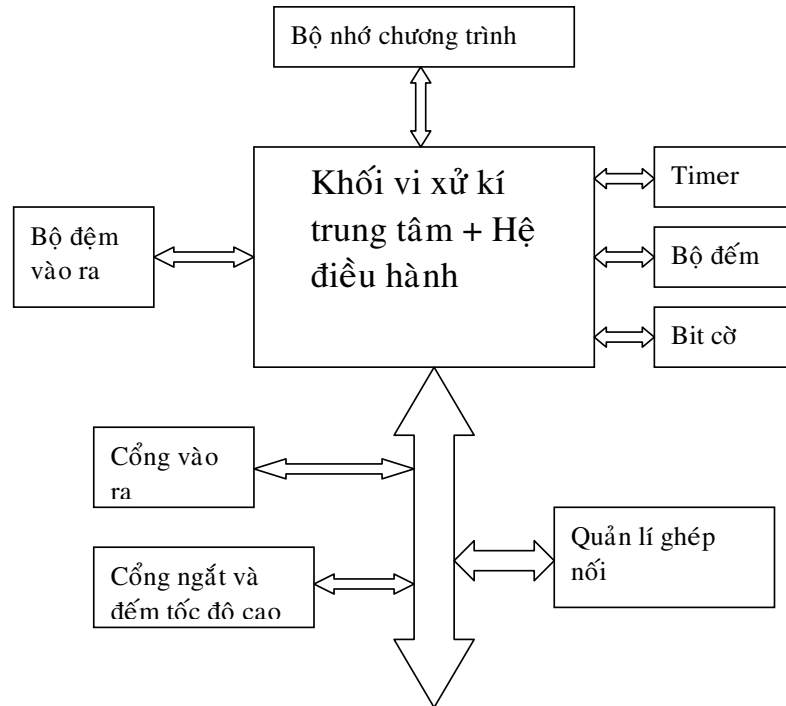 Bộ nhớ chương trình
Khối vi xử kí
trung tâm + Hệ
điều hành
Timer
Bộ đệm
vào ra
Bộ đếm
Bit cờ
Cổng vào
ra
Quản lí ghép
nối
Cổng ngắt và
đếm tốc độ cao